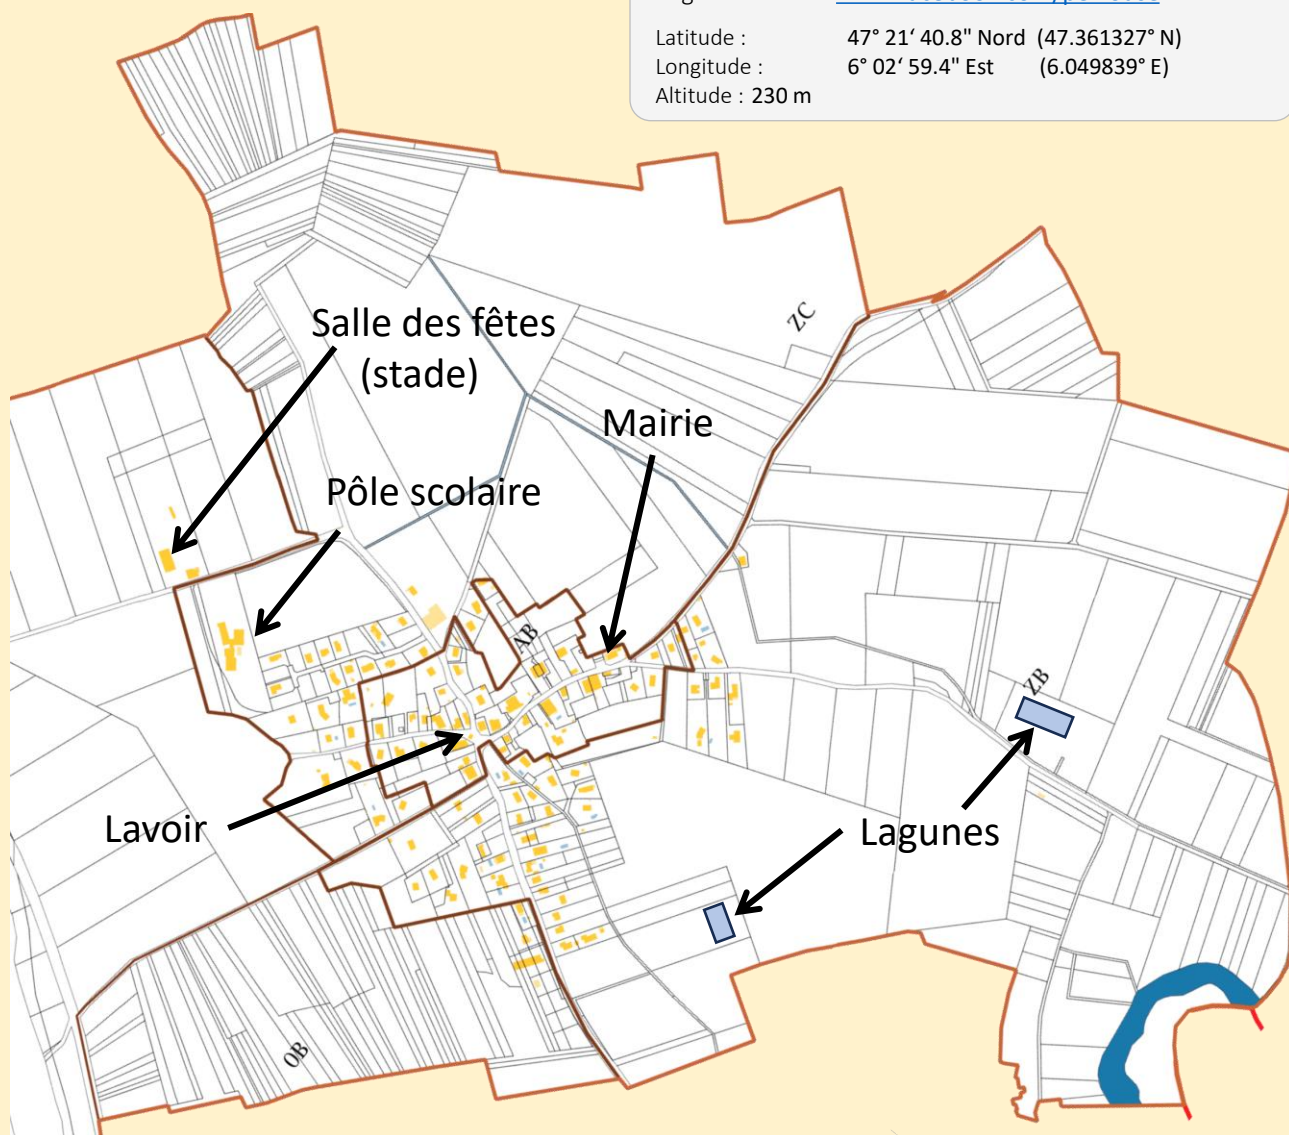 Latitude : 47° 21‘ 40.8" Nord (47.361327° N)
Longitude : 6° 02‘ 59.4" Est (6.049839° E)
Altitude : 230 m
ZC
Salle des fêtes
(stade)
Mairie
Pôle scolaire
AB
ZB
Lavoir
Lagunes
OB